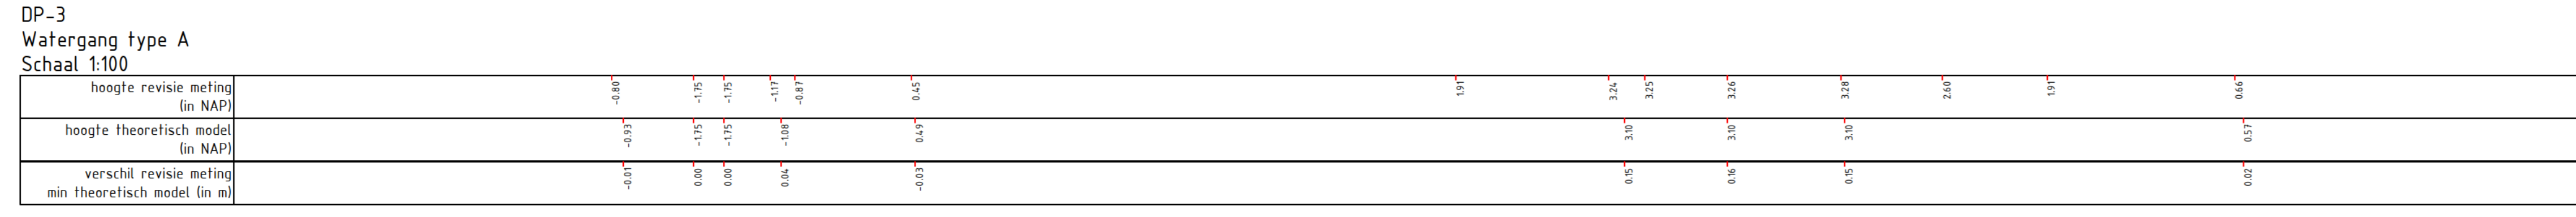 DP-3
Watergang type A
Schaal 1:100
hoogte revisie meting
(in NAP)
-0.80 -1.75 -1.75 -1.17 -0.87 0.45 1.91 3.24 3.25 3.26 3.28 2.60 1.91 0.66
hoogte theoretisch model
(in NAP)
-0.93 -1.75 -1.75 -1.08 0.49 3.10 3.10 3.10 0.57
verschil revisie meting
min theoretisch model (in m)
-0.01 0.00 0.00 0.04 -0.03 0.15 0.16 0.15 0.02